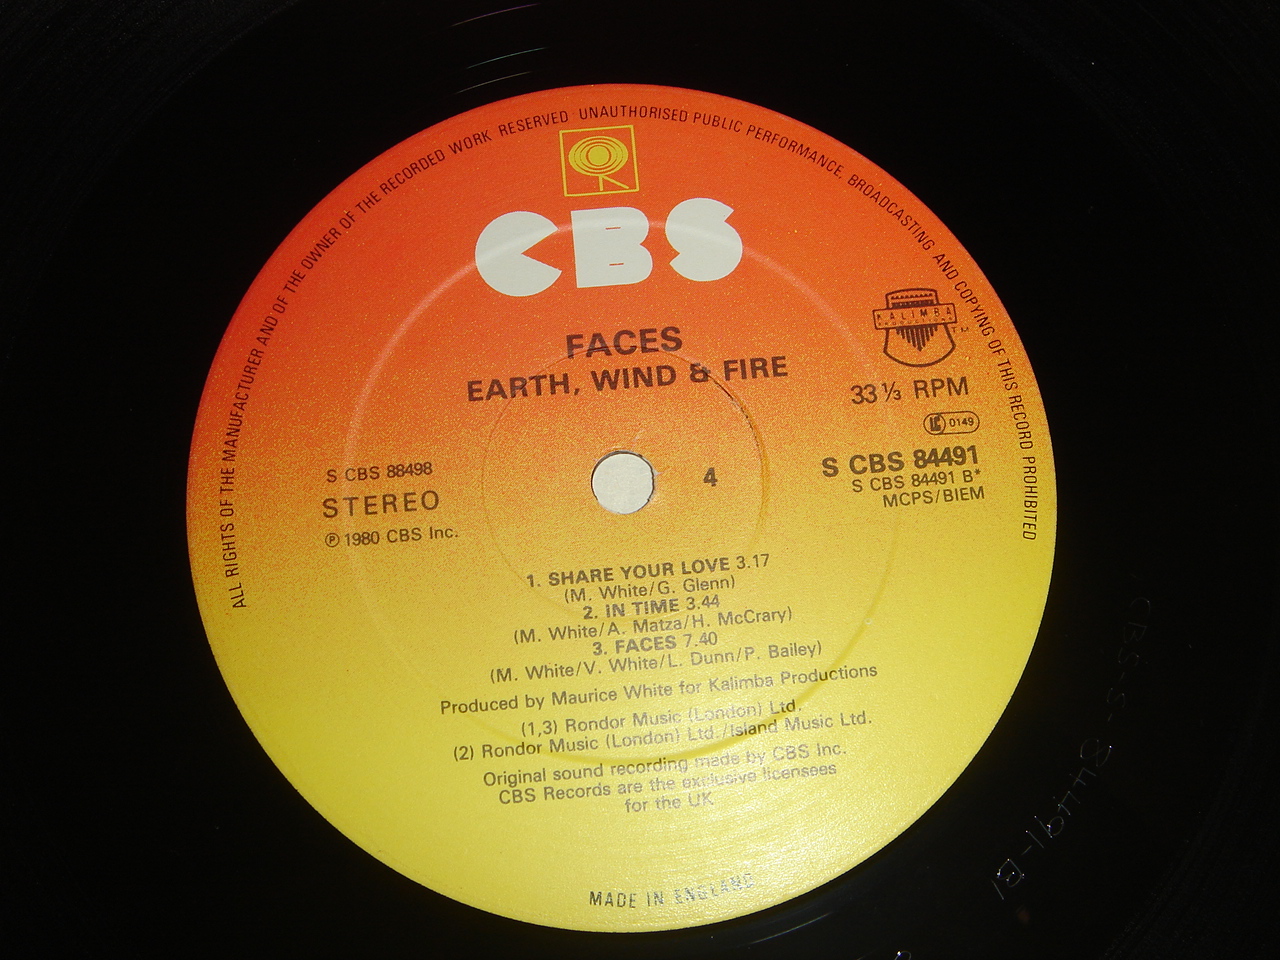 ALL RIGHTS OF THE MANUFACTURER AND OF THE OWNER OF THE RECORDED WORK RESERVED UNAUTHORISED PUBLIC PERFORMANCE, BROADCASTING AND COPYING OF THIS RECORD PROHIBITED
CBS
FACES
EARTH, WIND & FIRE
KALIMBA
PRODUCTIONS
TM
33 ⅓ RPM
LC 0149
S CBS 84491
S CBS 84491 B*
MCPS/BIEM
4
S CBS 88498
STEREO
Ⓟ 1980 CBS Inc.
1. SHARE YOUR LOVE 3.17
(M. White/G. Glenn)
2. IN TIME 3.44
(M. White/A. Matza/H. McCrary)
3. FACES 7.40
(M. White/V. White/L. Dunn/P. Bailey)
Produced by Maurice White for Kalimba Productions
(1,3) Rondor Music (London) Ltd.
(2) Rondor Music (London) Ltd./Island Music Ltd.
Original sound recording made by CBS Inc.
CBS Records are the exclusive licensees
for the UK
MADE IN ENGLAND